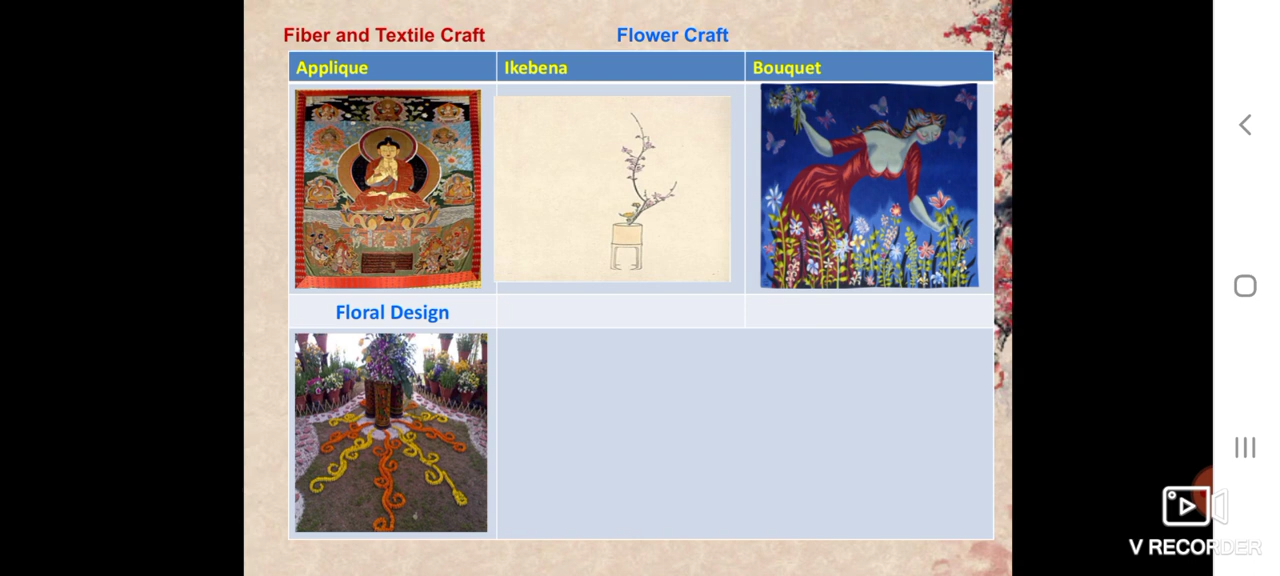 Fiber and Textile Craft
Flower Craft
Applique
Ikebena
Bouquet
Floral Design
V RECORDER